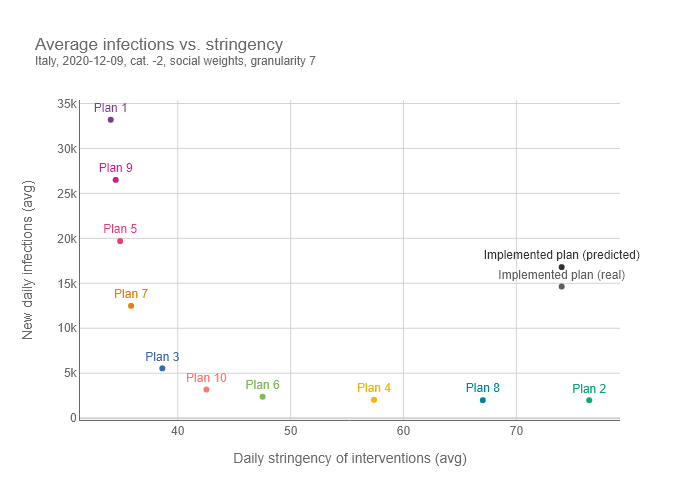 Average infections vs. stringency
Italy, 2020-12-09, cat. -2, social weights, granularity 7
35k
Plan 1
30k
Plan 9
25k
Plan 5
20k
Implemented plan (predicted)
Implemented plan (real)
15k
Plan 7
10k
Plan 3
5k
Plan 10
Plan 6
Plan 4
Plan 8
Plan 2
0
40
50
60
70
New daily infections (avg)
Daily stringency of interventions (avg)